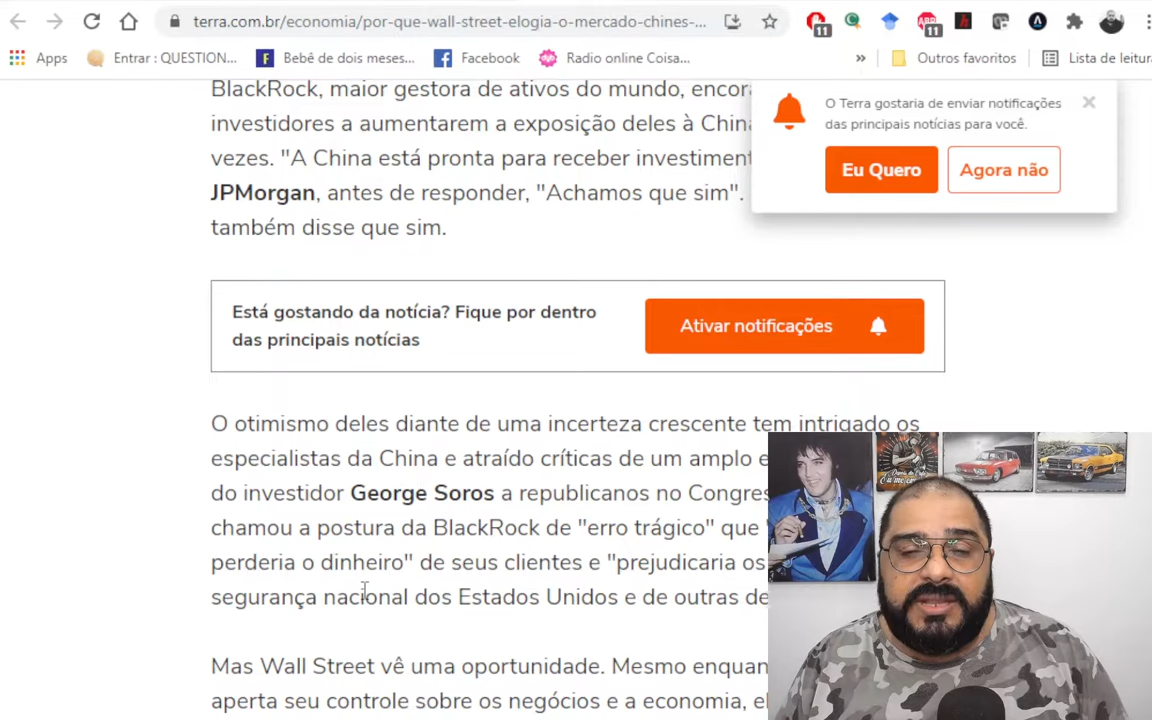 terra.com.br/economia/por-que-wall-street-elogia-o-mercado-chines-...
11
11
Apps
Entrar : QUESTION...
Bebê de dois meses...
Facebook
Radio online Coisa...
»
Outros favoritos
Lista de leitura
BlackRock, maior gestora de ativos do mundo,
investidores a aumentarem a exposição deles à
vezes. "A China está pronta para receber
JPMorgan, antes de responder, "Achamos que sim".
também disse que sim.
O Terra gostaria de enviar notificações
das principais notícias para você.
Eu Quero
Agora não
Está gostando da notícia? Fique por dentro
das principais notícias
Ativar notificações
O otimismo deles diante de uma incerteza crescente tem intrigado os
especialistas da China e atraído críticas de um amplo
do investidor George Soros a republicanos no
chamou a postura da BlackRock de "erro trágico" que
perderia o dinheiro" de seus clientes e "prejudicaria os
segurança nacional dos Estados Unidos e de outras
Mas Wall Street vê uma oportunidade. Mesmo
aperta seu controle sobre os negócios e a economia,